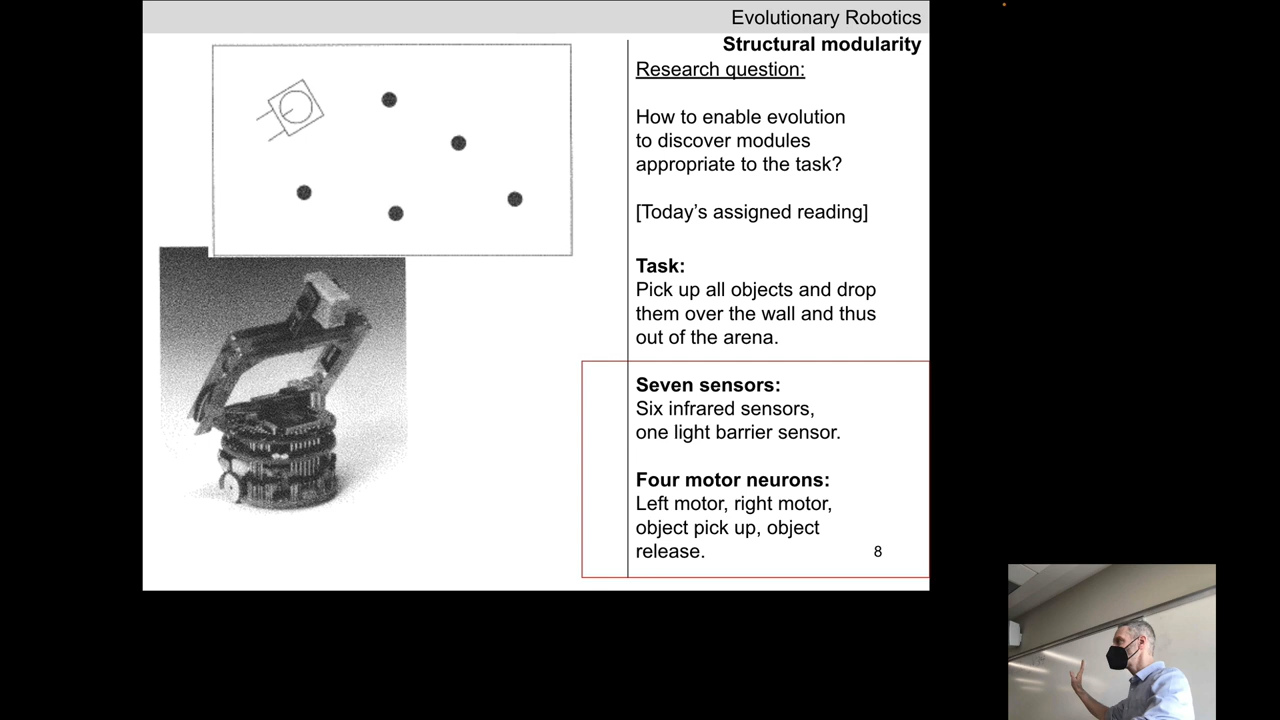 Evolutionary Robotics
Structural modularity
Research question:
How to enable evolution
to discover modules
appropriate to the task?
[Today's assigned reading]
Task:
Pick up all objects and drop
them over the wall and thus
out of the arena.
Seven sensors:
Six infrared sensors,
one light barrier sensor.
Four motor neurons:
Left motor, right motor,
object pick up, object
release.
8